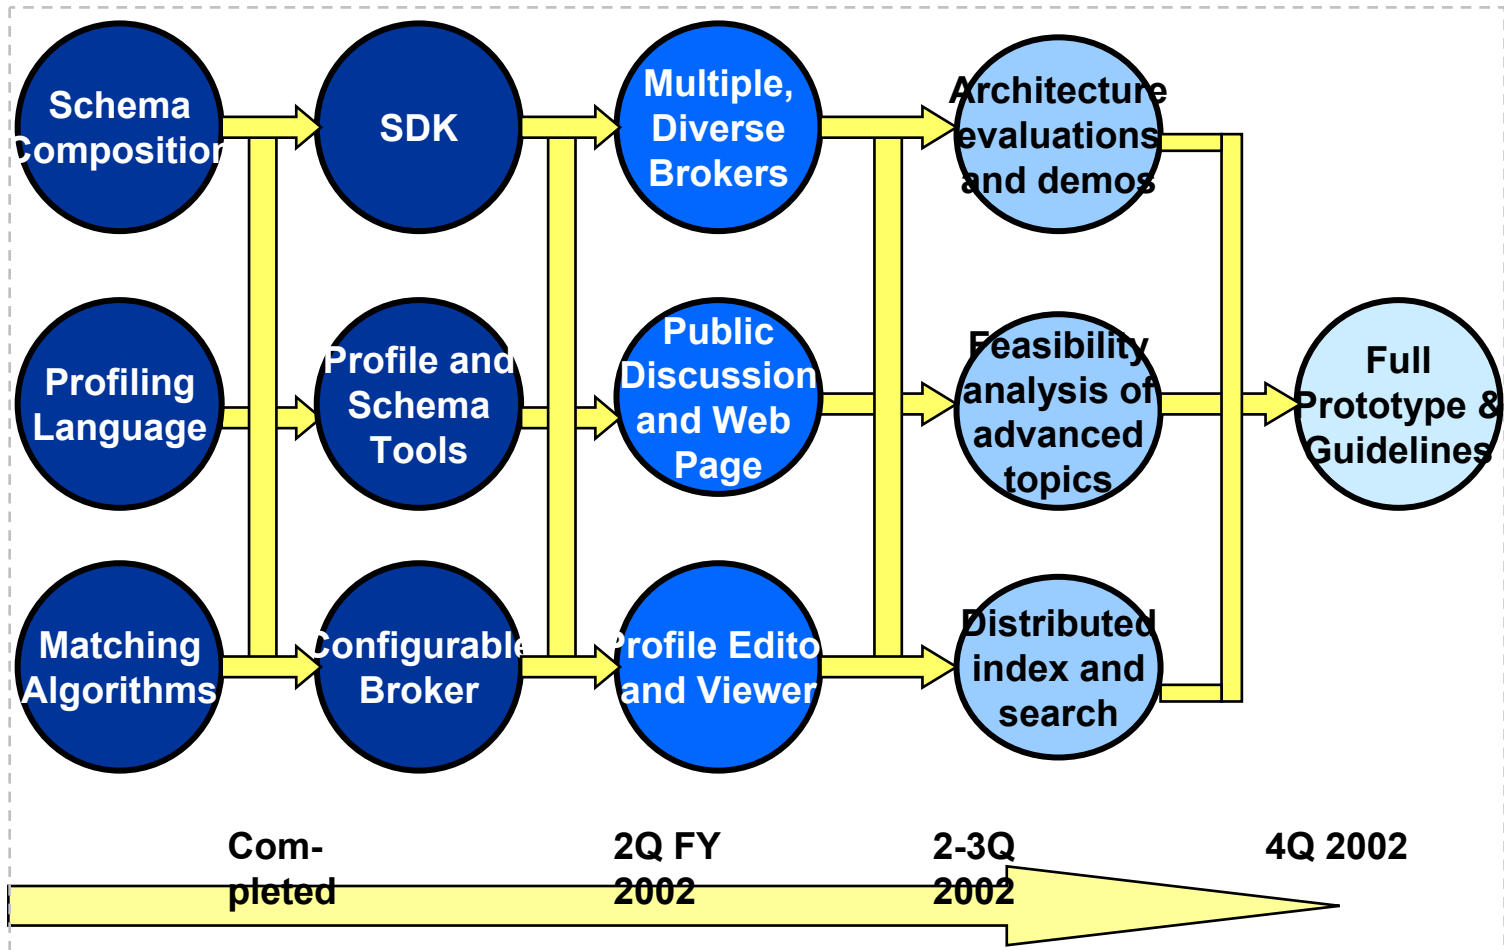 Schema
Composition
SDK
Multiple,
Diverse
Brokers
Architecture
evaluations
and demos
Profiling
Language
Profile and
Schema
Tools
Public
Discussion
and Web
Page
Feasibility
analysis of
advanced
topics
Full
Prototype &
Guidelines
Matching
Algorithms
Configurable
Broker
Profile Editor
and Viewer
Distributed
index and
search
Com-
pleted
2Q FY
2002
2-3Q
2002
4Q 2002